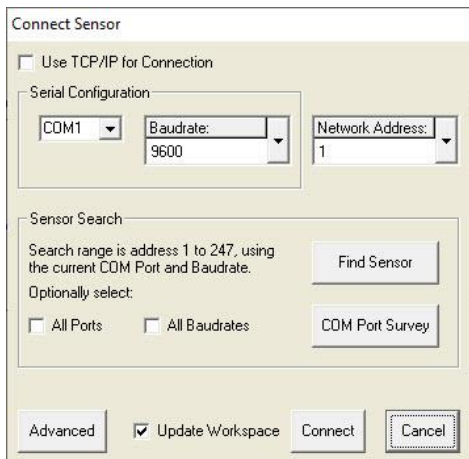 Connect Sensor
Use TCP/IP for Connection
Serial Configuration
COM1
Baudrate:
9600
Network Address:
1
Sensor Search
Search range is address 1 to 247, using
the current COM Port and Baudrate.
Find Sensor
Optionally select:
All Ports
All Baudrates
COM Port Survey
Advanced
Update Workspace
Connect
Cancel